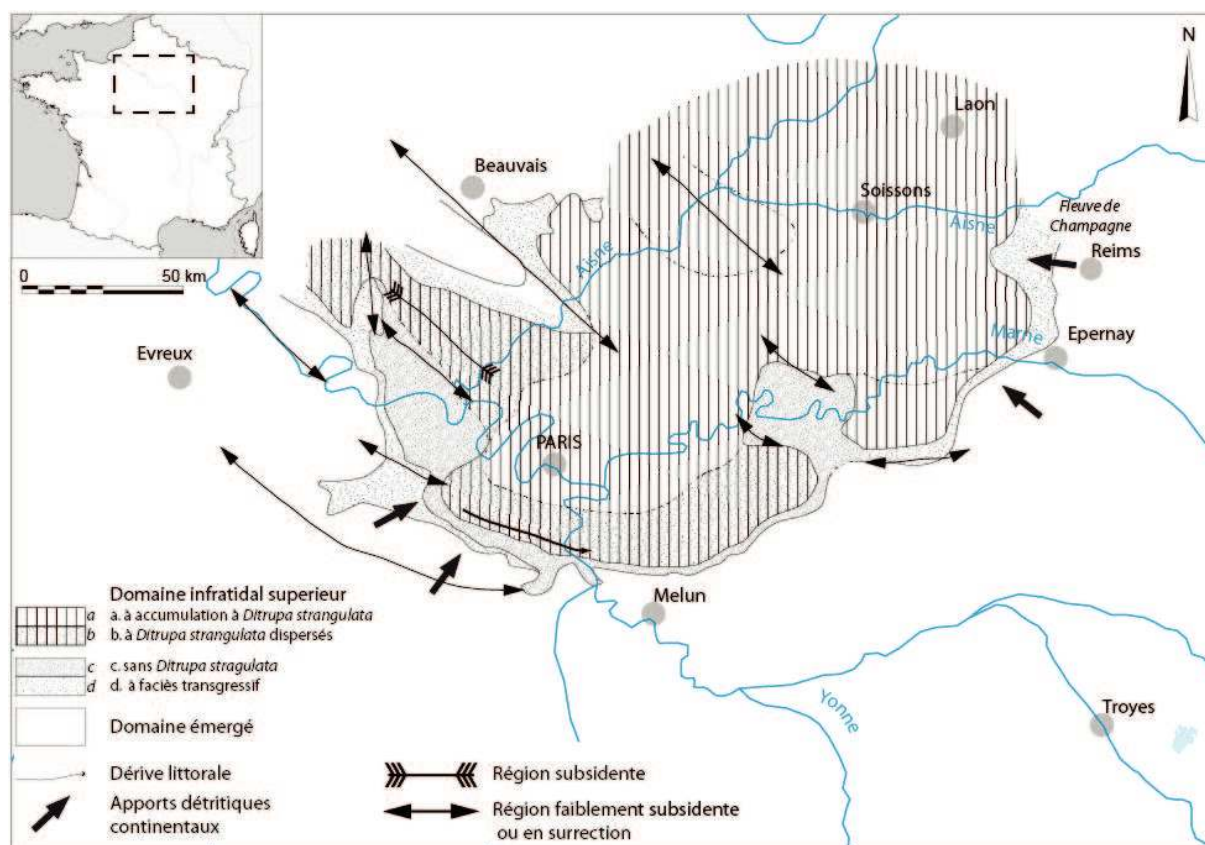 N
Laon
Beauvais
Soissons
Aisne
Fleuve de
Champagne
Reims
0 50 km
Aisne
Marne
Epernay
Evreux
PARIS
Melun
Yonne
Troyes
Domaine infratidal superieur
a a. à accumulation à Ditrupa strangulata
b b. à Ditrupa strangulata dispersés
c c. sans Ditrupa stragulata
d d. à faciès transgressif
Domaine émergé
Dérive littorale
Apports détritiques
continentaux
Région subsidente
Région faiblement subsidente
ou en surrection